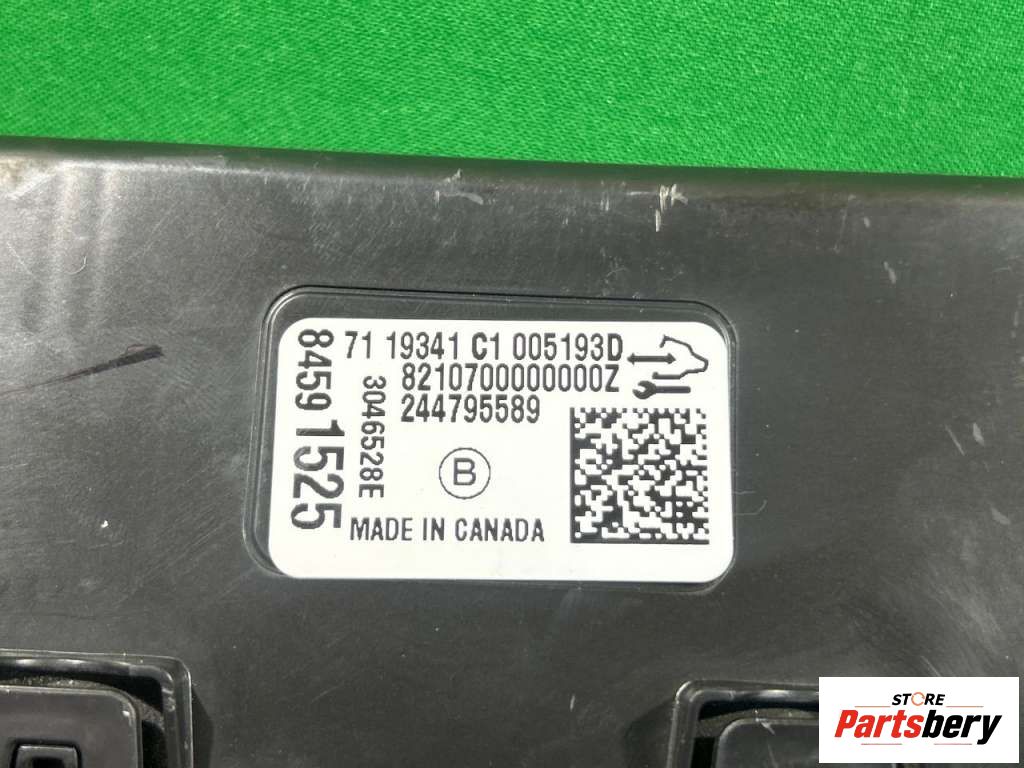 71 19341 C1 005193D
8210700000000Z
244795589
8459 1525
3046528E
B
MADE IN CANADA
STORE
Partsbery